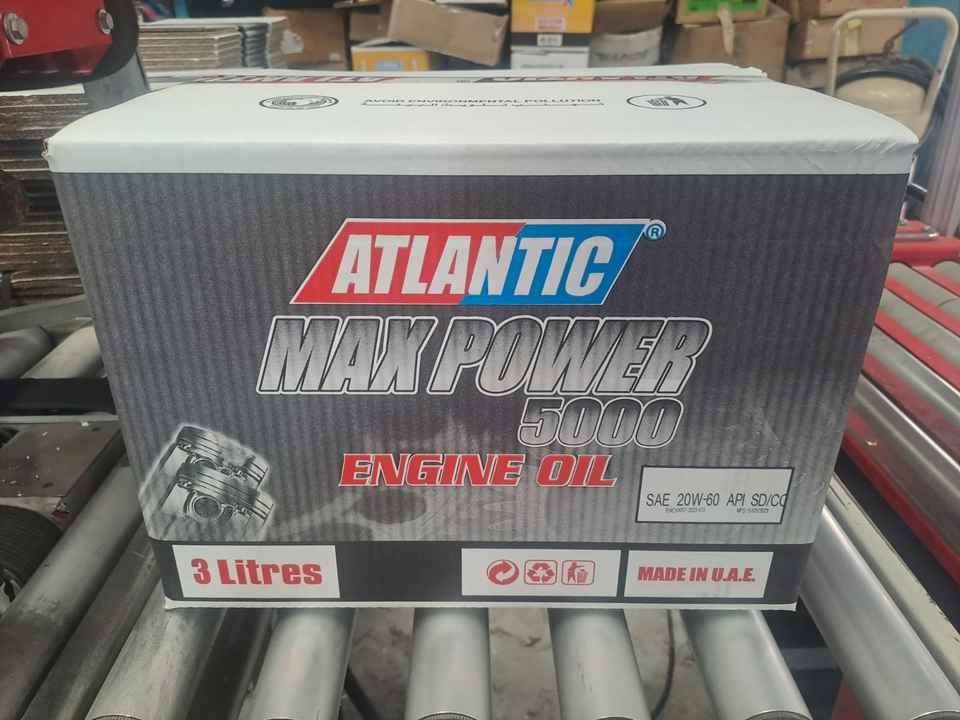 AVOID ENVIRONMENTAL POLLUTION
ATLANTIC®
MAX POWER
5000
ENGINE OIL
SAE 20W-60 API SD/CC
3 Litres
MADE IN U.A.E.